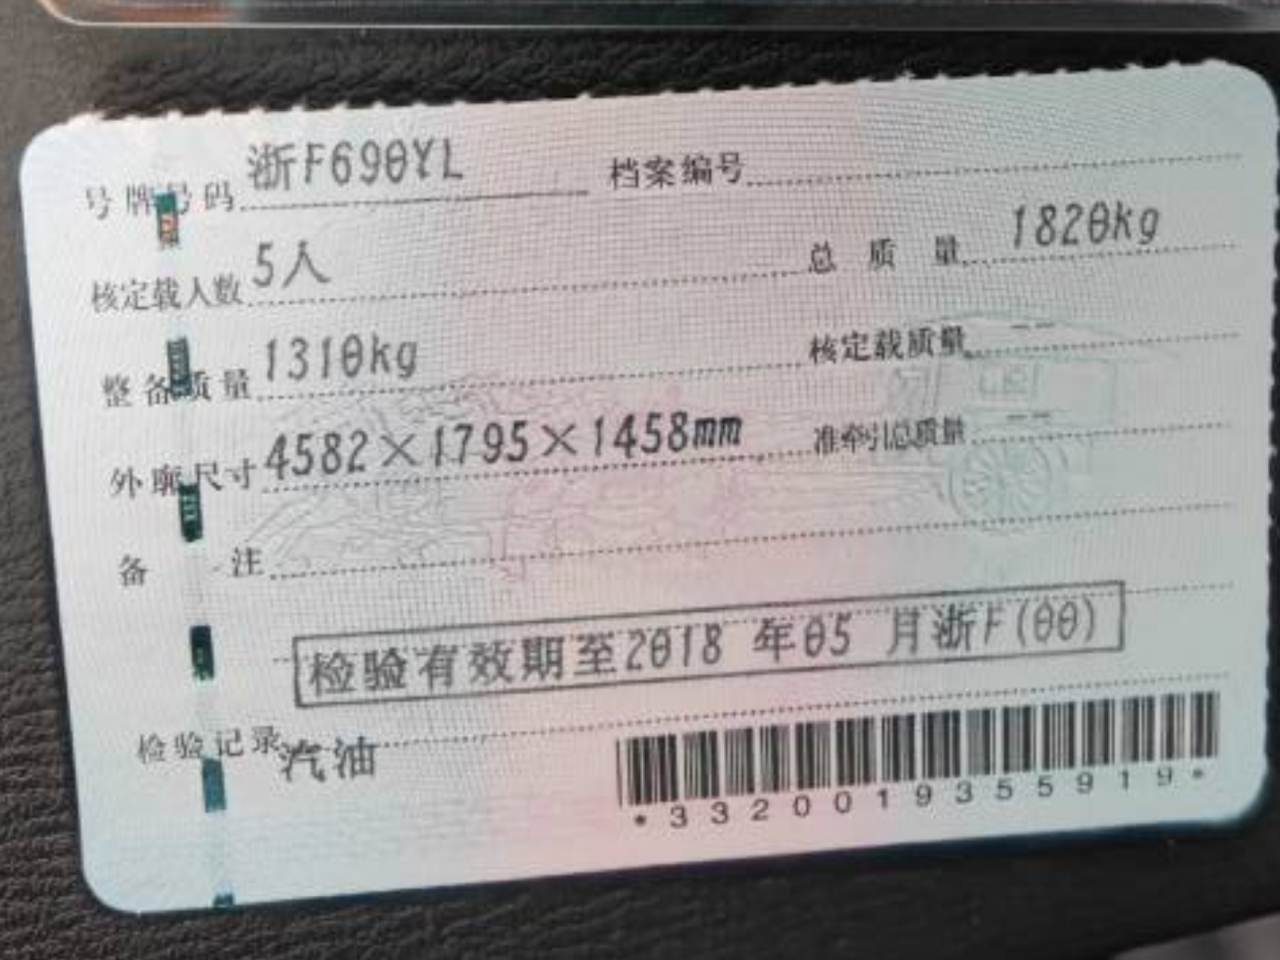 号牌号码 浙F690YL 档案编号
核定载人数 5人 总质量 1820kg
整备质量 1310kg 核定载质量 --
外廓尺寸 4582×1795×1458mm 准牵引总质量 --
备注
检验有效期至2018 年05 月浙F(00)
检验记录 汽油
*3320019355919*